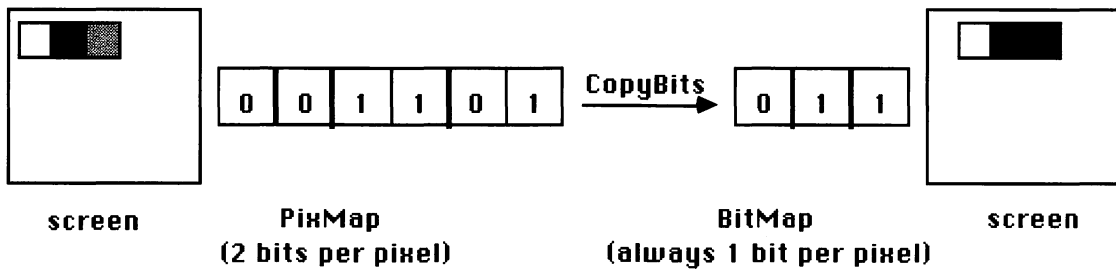 CopyBits
0 0 1 1 0 1
0 1 1
screen
PixMap
(2 bits per pixel)
BitMap
(always 1 bit per pixel)
screen